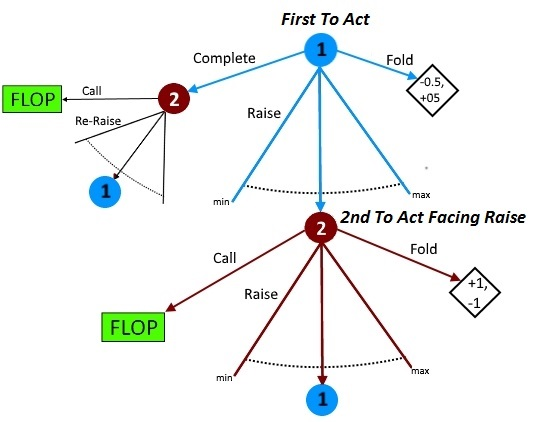 First To Act
1
Complete
Fold
-0.5,
+05
FLOP
Call
2
Re-Raise
Raise
1
min
max
2
2nd To Act Facing Raise
Call
Fold
Raise
+1,
-1
FLOP
min
max
1